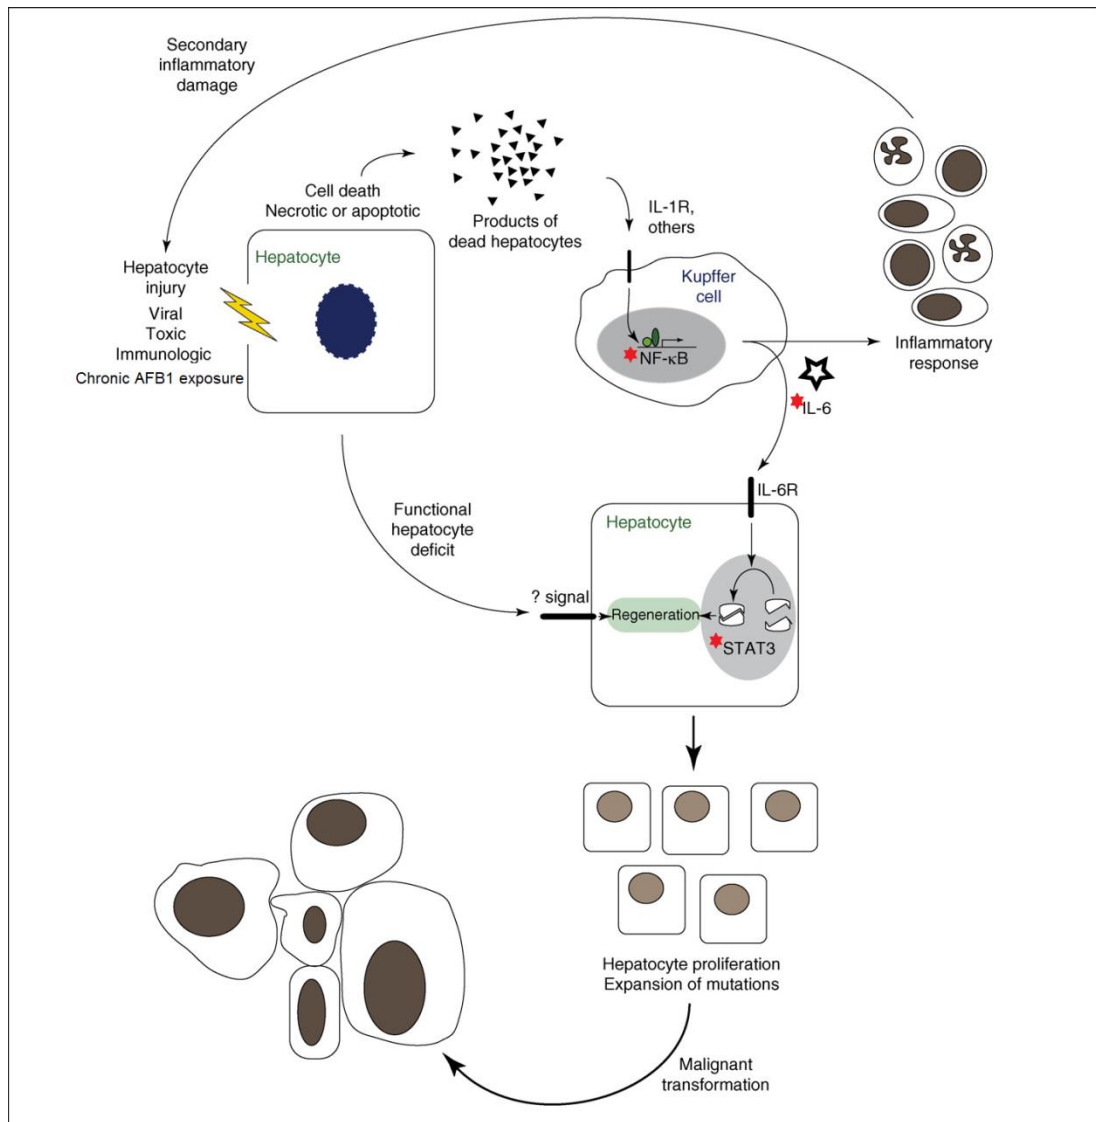 Secondary
inflammatory
damage
Cell death
Necrotic or apoptotic
Products of
dead hepatocytes
IL-1R,
others
Hepatocyte
injury
Viral
Toxic
Immunologic
Chronic AFB1 exposure
Hepatocyte
Kupffer
cell
NF-κB
Inflammatory
response
IL-6
IL-6R
Functional
hepatocyte
deficit
Hepatocyte
? signal
Regeneration
STAT3
Hepatocyte proliferation
Expansion of mutations
Malignant
transformation